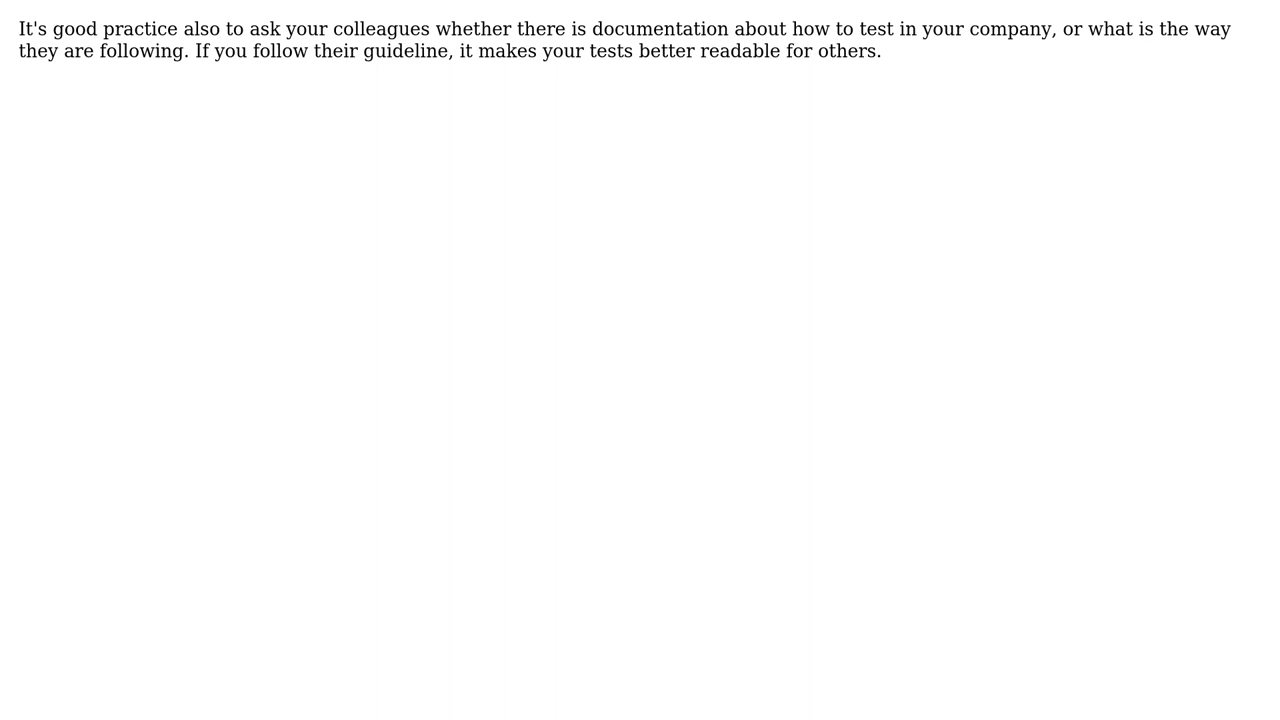 It's good practice also to ask your colleagues whether there is documentation about how to test in your company, or what is the way
they are following. If you follow their guideline, it makes your tests better readable for others.